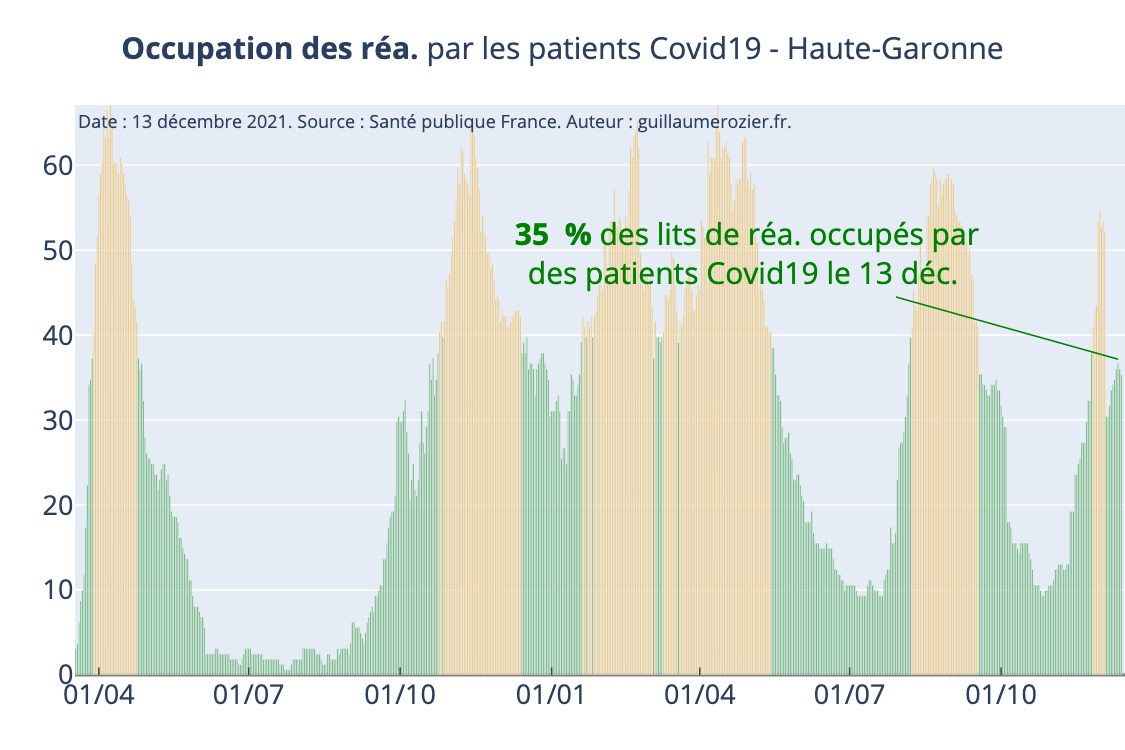 Occupation des réa. par les patients Covid19 - Haute-Garonne
Date : 13 décembre 2021. Source : Santé publique France. Auteur : guillaumerozier.fr.
60
35 % des lits de réa. occupés par
50
des patients Covid19 le 13 déc.
40
30
20
10
0
01/04 01/07 01/10 01/01 01/04 01/07 01/10